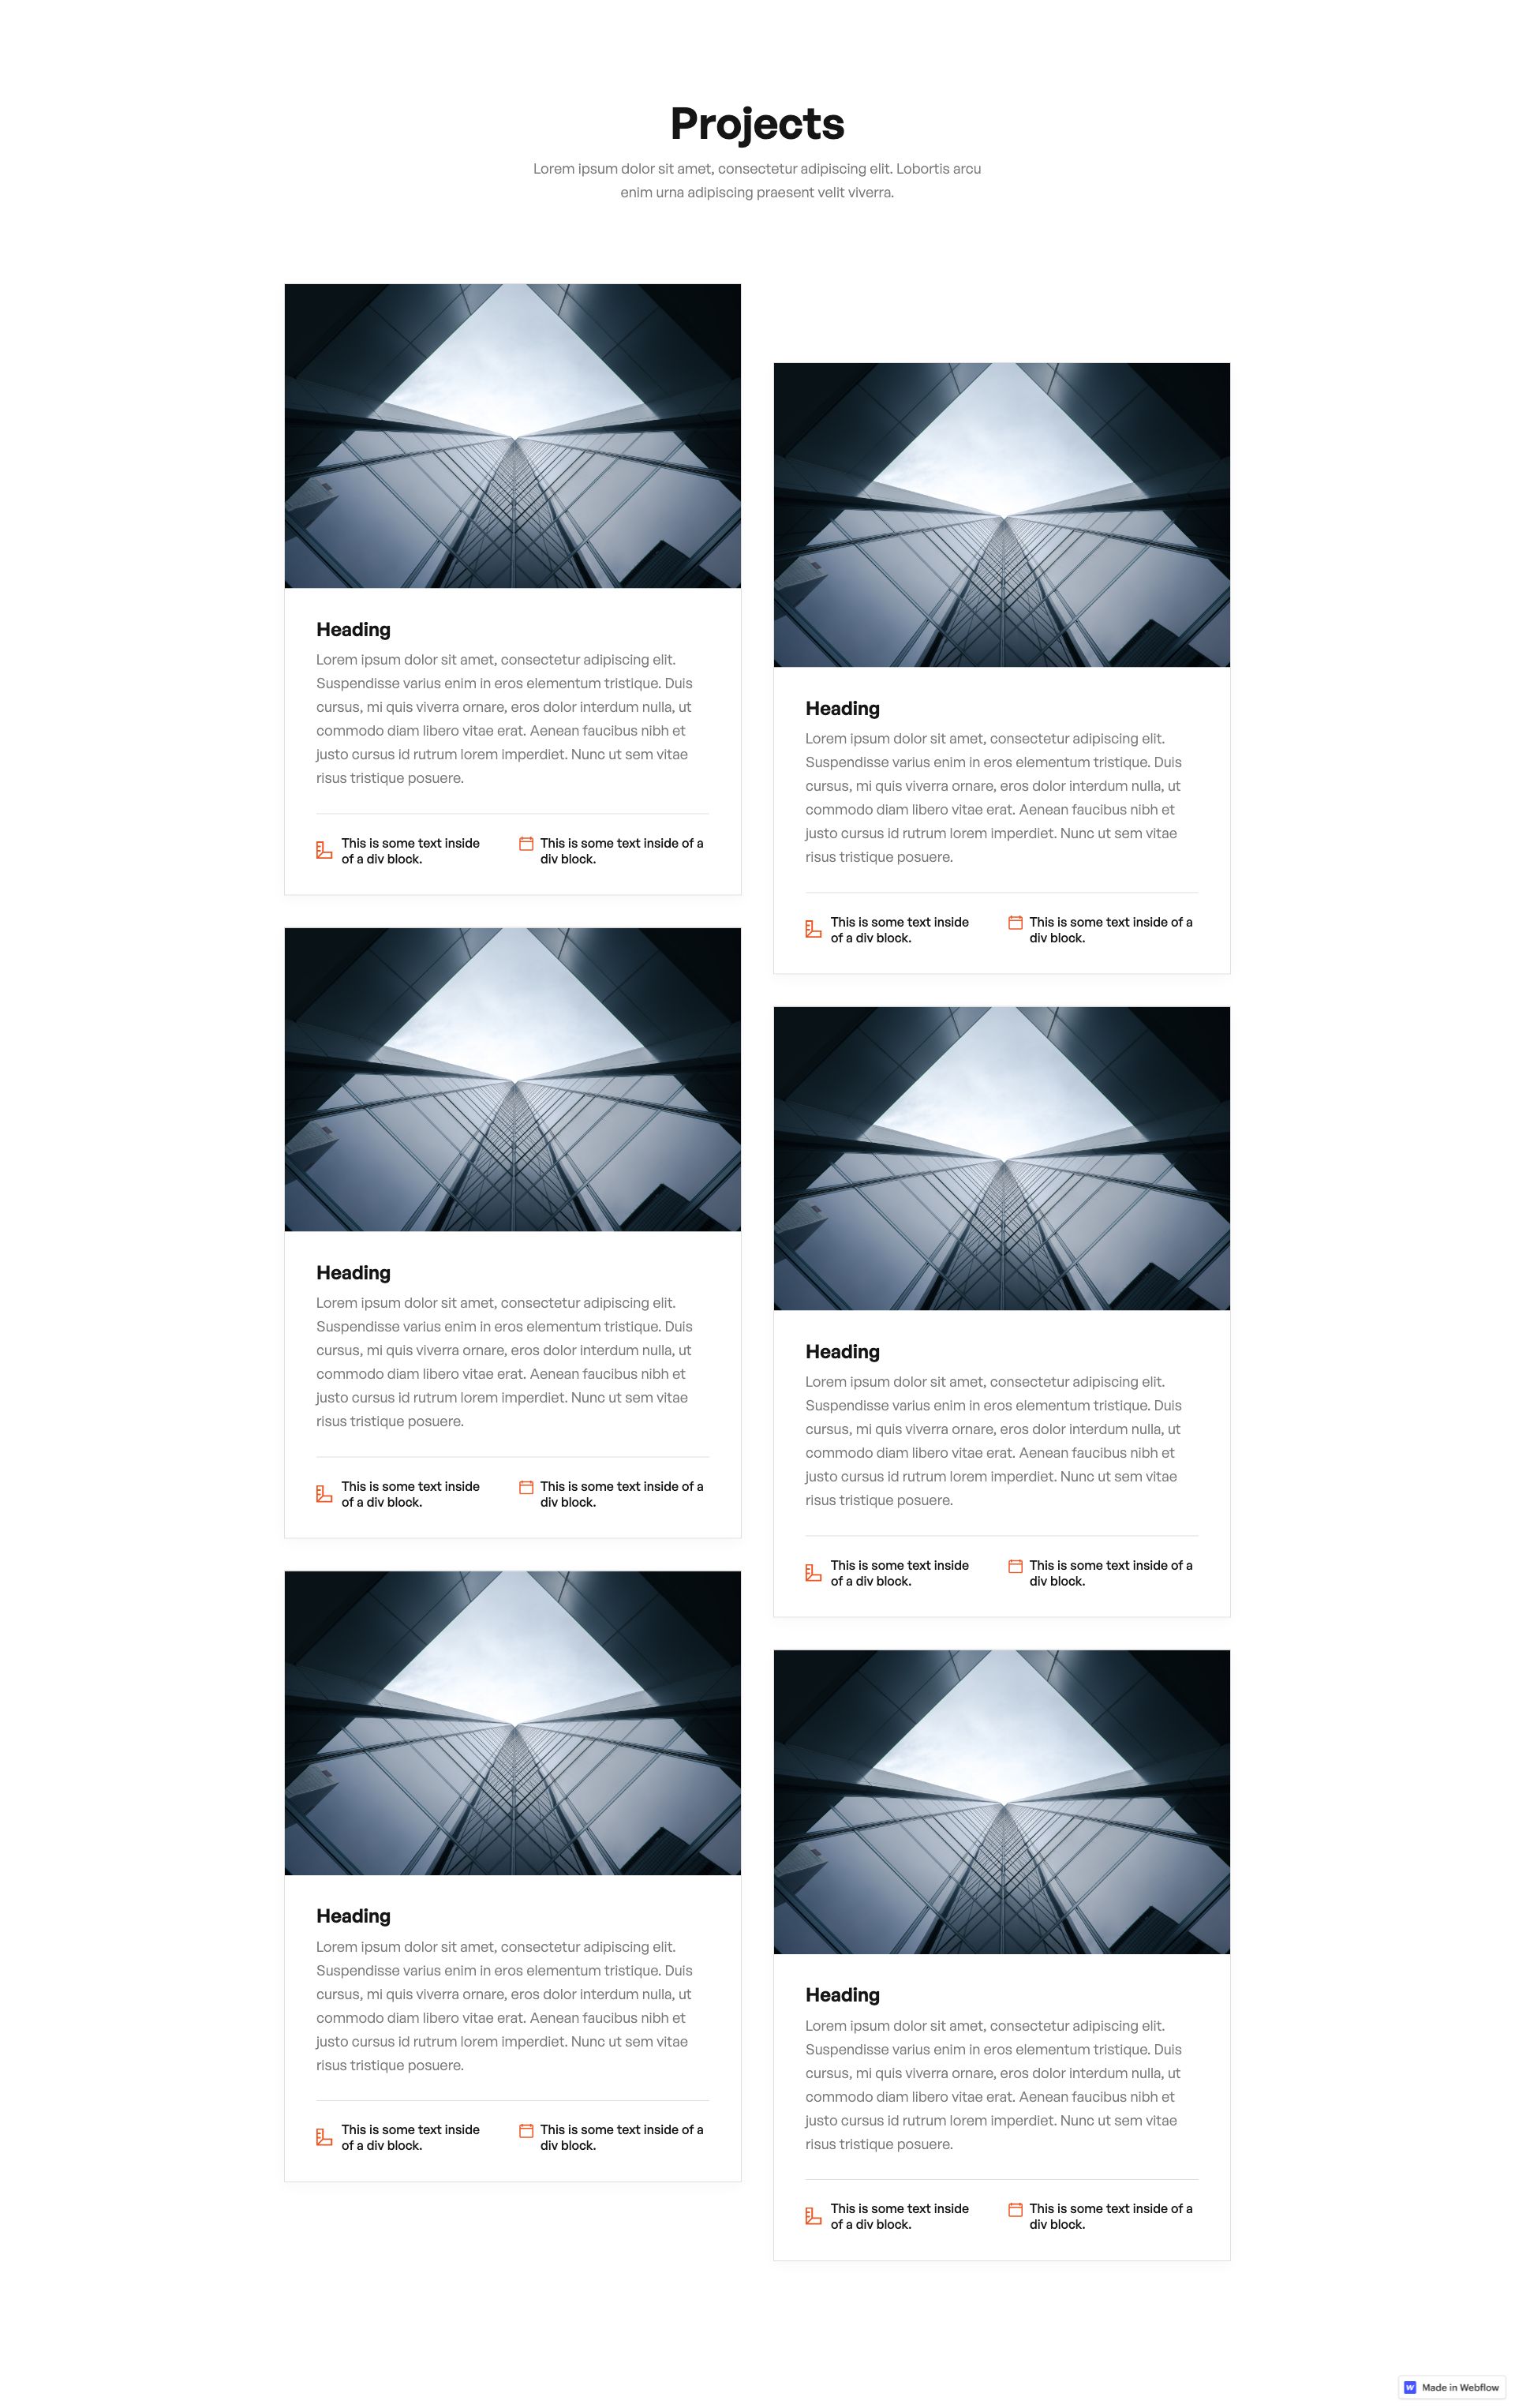 Projects
Lorem ipsum dolor sit amet, consectetur adipiscing elit. Lobortis arcu
enim urna adipiscing praesent velit viverra.
Heading
Lorem ipsum dolor sit amet, consectetur adipiscing elit.
Suspendisse varius enim in eros elementum tristique. Duis
cursus, mi quis viverra ornare, eros dolor interdum nulla, ut
commodo diam libero vitae erat. Aenean faucibus nibh et
justo cursus id rutrum lorem imperdiet. Nunc ut sem vitae
risus tristique posuere.
This is some text inside
of a div block.
This is some text inside of a
div block.
Heading
Lorem ipsum dolor sit amet, consectetur adipiscing elit.
Suspendisse varius enim in eros elementum tristique. Duis
cursus, mi quis viverra ornare, eros dolor interdum nulla, ut
commodo diam libero vitae erat. Aenean faucibus nibh et
justo cursus id rutrum lorem imperdiet. Nunc ut sem vitae
risus tristique posuere.
This is some text inside
of a div block.
This is some text inside of a
div block.
Heading
Lorem ipsum dolor sit amet, consectetur adipiscing elit.
Suspendisse varius enim in eros elementum tristique. Duis
cursus, mi quis viverra ornare, eros dolor interdum nulla, ut
commodo diam libero vitae erat. Aenean faucibus nibh et
justo cursus id rutrum lorem imperdiet. Nunc ut sem vitae
risus tristique posuere.
This is some text inside
of a div block.
This is some text inside of a
div block.
Heading
Lorem ipsum dolor sit amet, consectetur adipiscing elit.
Suspendisse varius enim in eros elementum tristique. Duis
cursus, mi quis viverra ornare, eros dolor interdum nulla, ut
commodo diam libero vitae erat. Aenean faucibus nibh et
justo cursus id rutrum lorem imperdiet. Nunc ut sem vitae
risus tristique posuere.
This is some text inside
of a div block.
This is some text inside of a
div block.
Heading
Lorem ipsum dolor sit amet, consectetur adipiscing elit.
Suspendisse varius enim in eros elementum tristique. Duis
cursus, mi quis viverra ornare, eros dolor interdum nulla, ut
commodo diam libero vitae erat. Aenean faucibus nibh et
justo cursus id rutrum lorem imperdiet. Nunc ut sem vitae
risus tristique posuere.
This is some text inside
of a div block.
This is some text inside of a
div block.
Heading
Lorem ipsum dolor sit amet, consectetur adipiscing elit.
Suspendisse varius enim in eros elementum tristique. Duis
cursus, mi quis viverra ornare, eros dolor interdum nulla, ut
commodo diam libero vitae erat. Aenean faucibus nibh et
justo cursus id rutrum lorem imperdiet. Nunc ut sem vitae
risus tristique posuere.
This is some text inside
of a div block.
This is some text inside of a
div block.
Made in Webflow